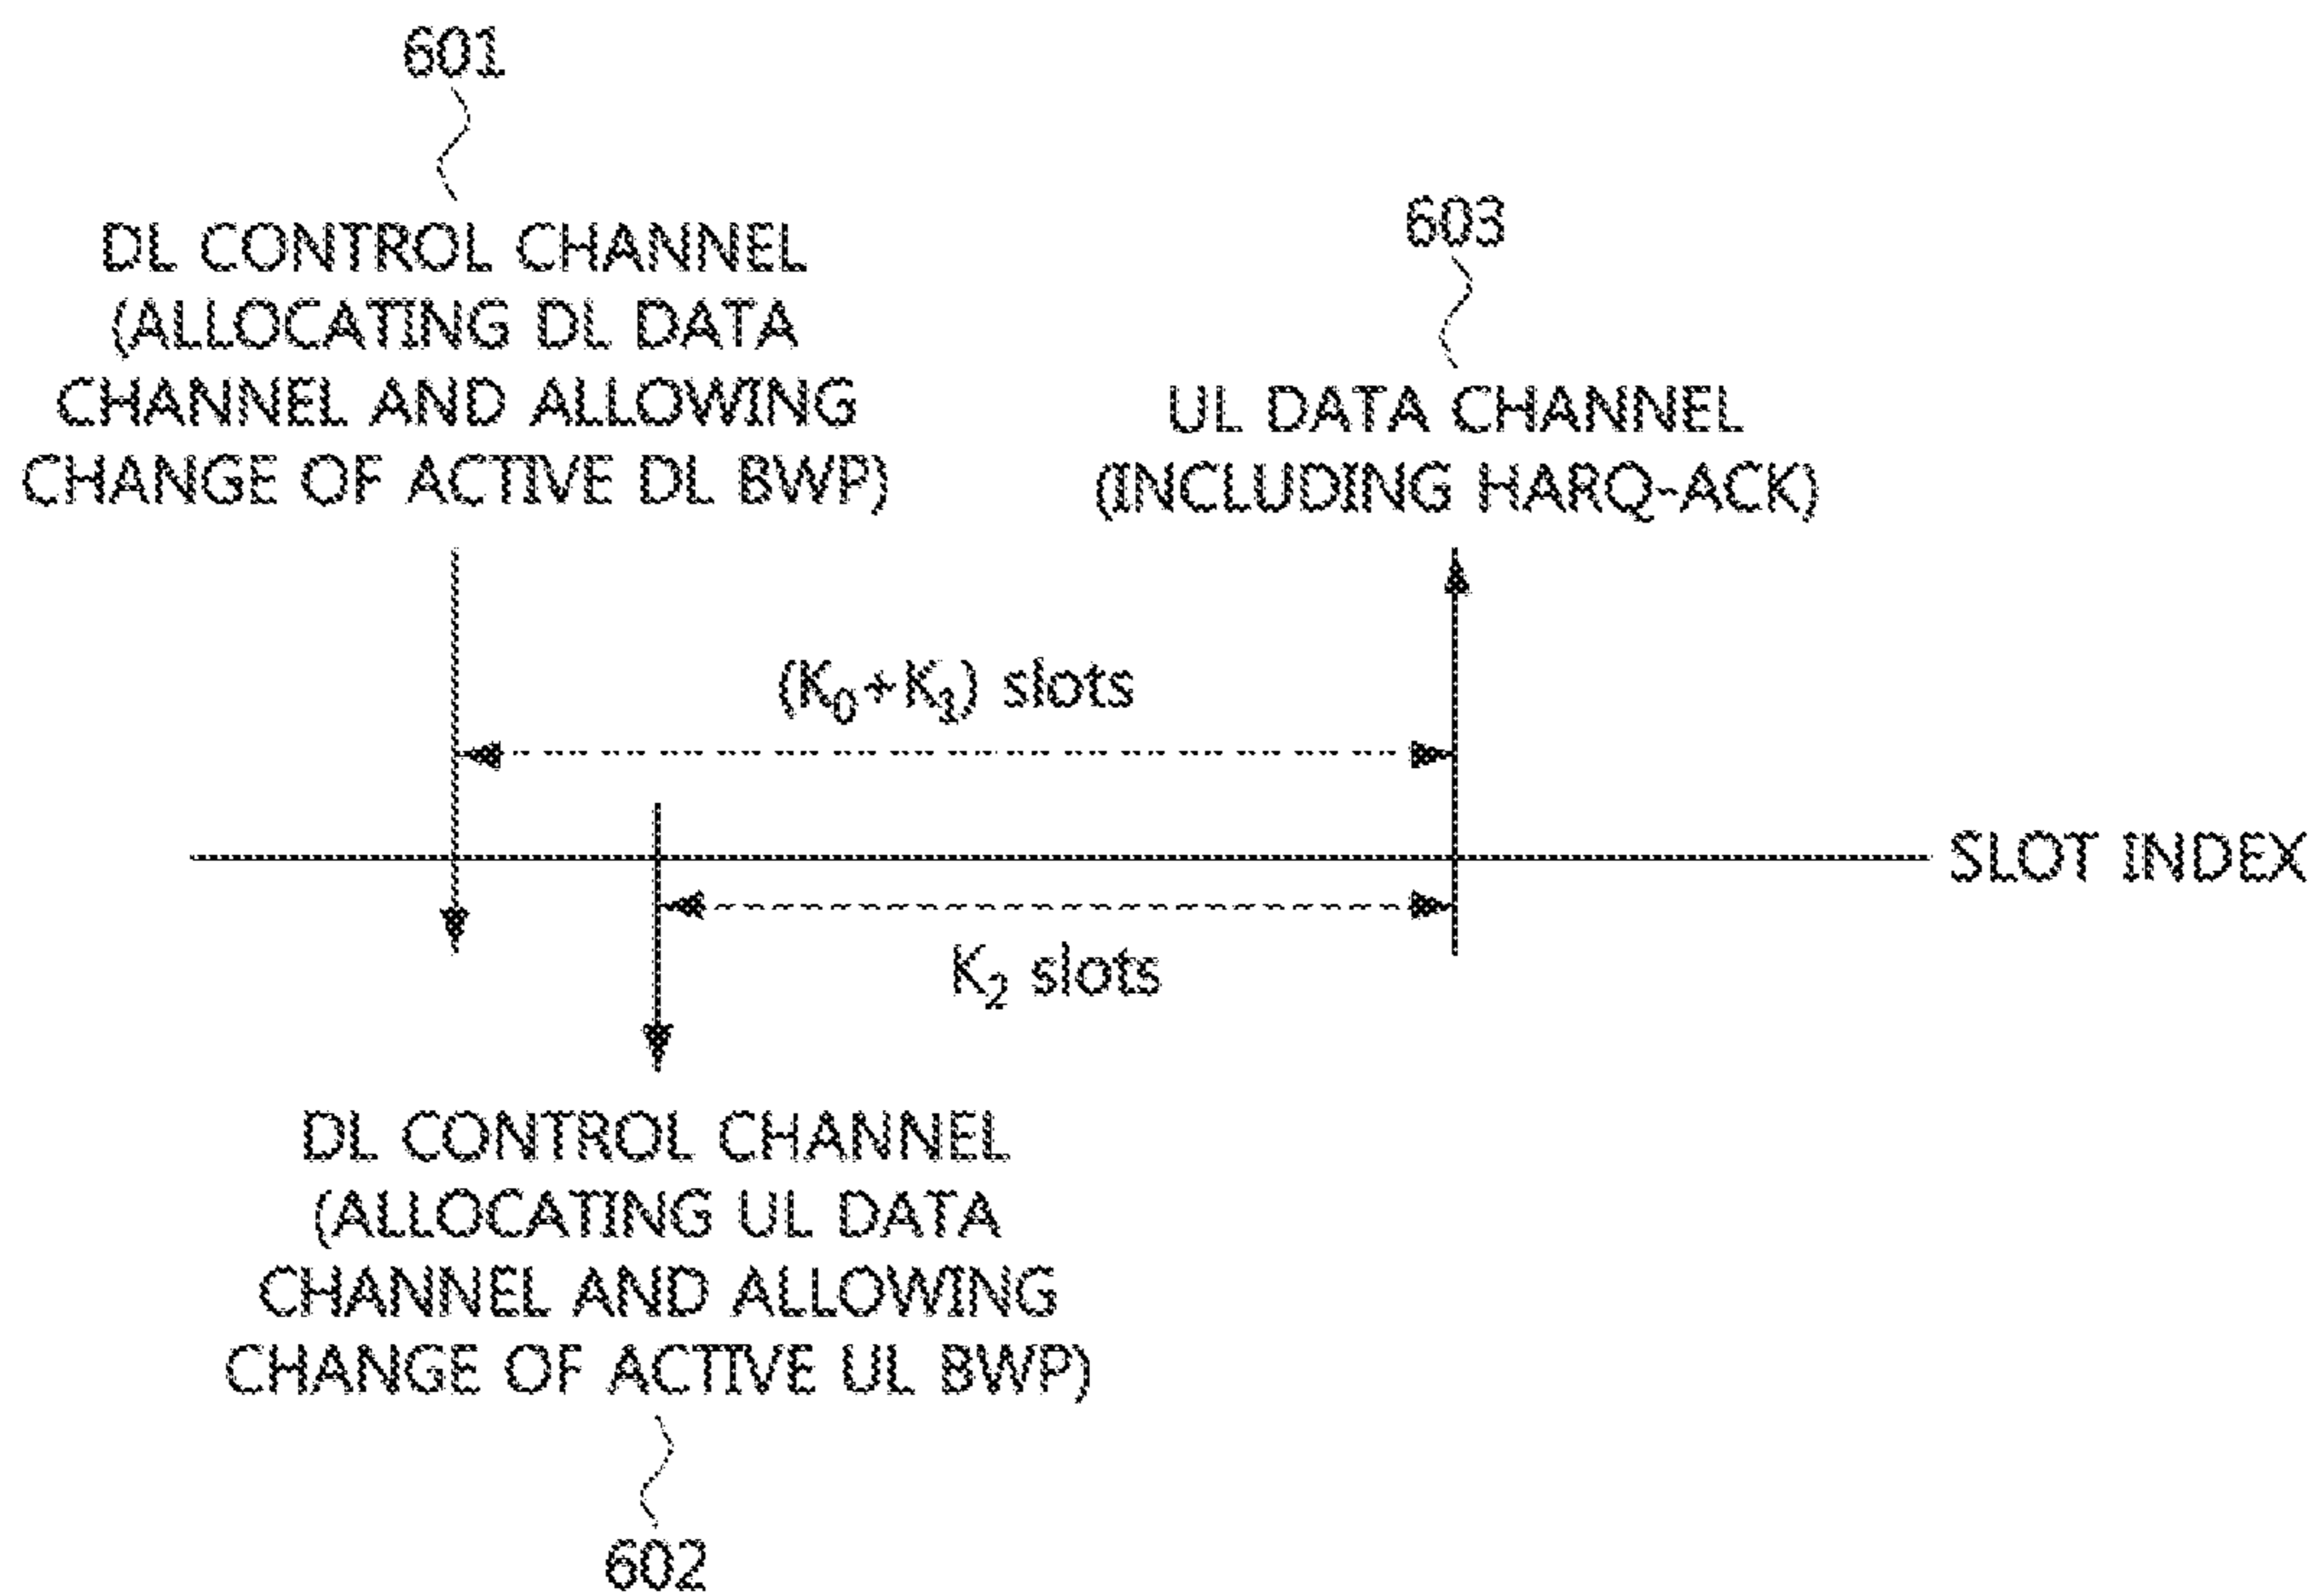 601
DL CONTROL CHANNEL
(ALLOCATING DL DATA
CHANNEL AND ALLOWING
CHANGE OF ACTIVE DL BWP)
603
UL DATA CHANNEL
(INCLUDING HARQ-ACK)
(K₀+K₁) slots
SLOT INDEX
K₂ slots
DL CONTROL CHANNEL
(ALLOCATING UL DATA
CHANNEL AND ALLOWING
CHANGE OF ACTIVE UL BWP)
602